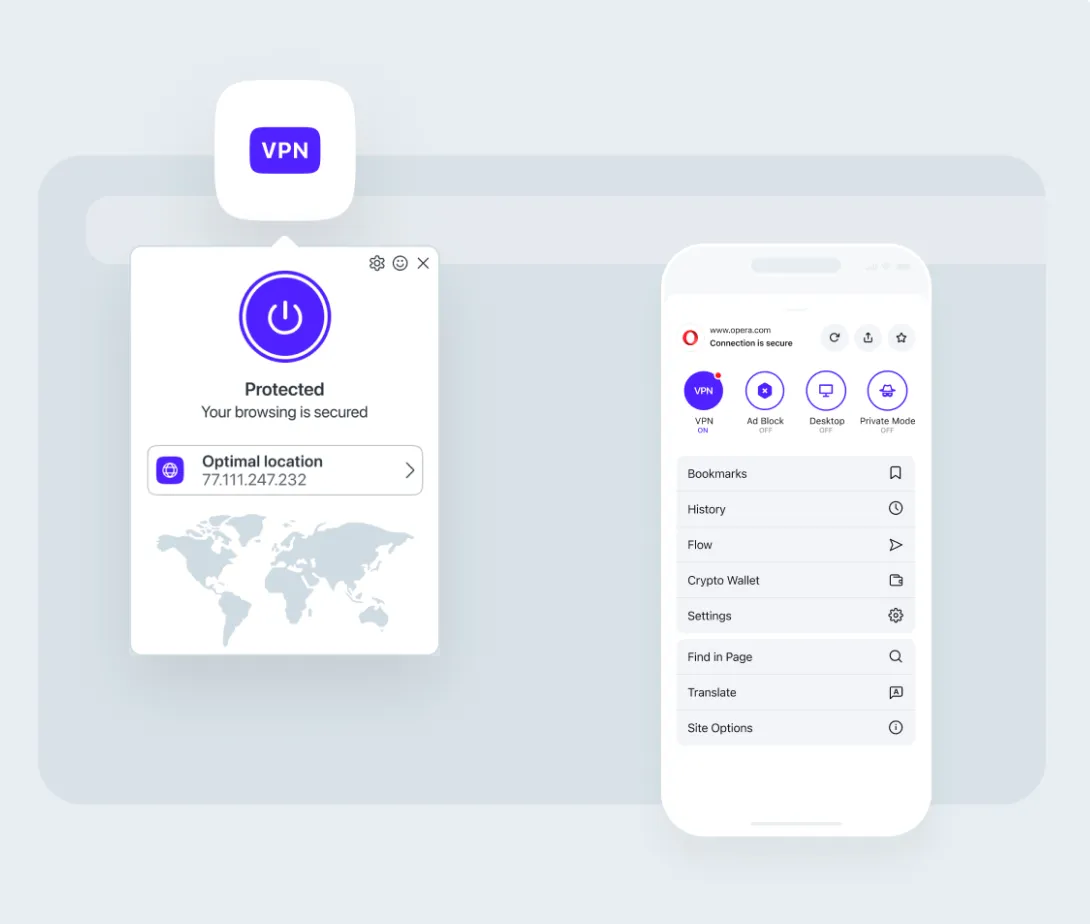 VPN
Protected
Your browsing is secured
Optimal location
77.111.247.232
www.opera.com
Connection is secure
VPN
VPN
ON
Ad Block
OFF
Desktop
OFF
Private Mode
OFF
Bookmarks
History
Flow
Crypto Wallet
Settings
Find in Page
Translate
A
Site Options